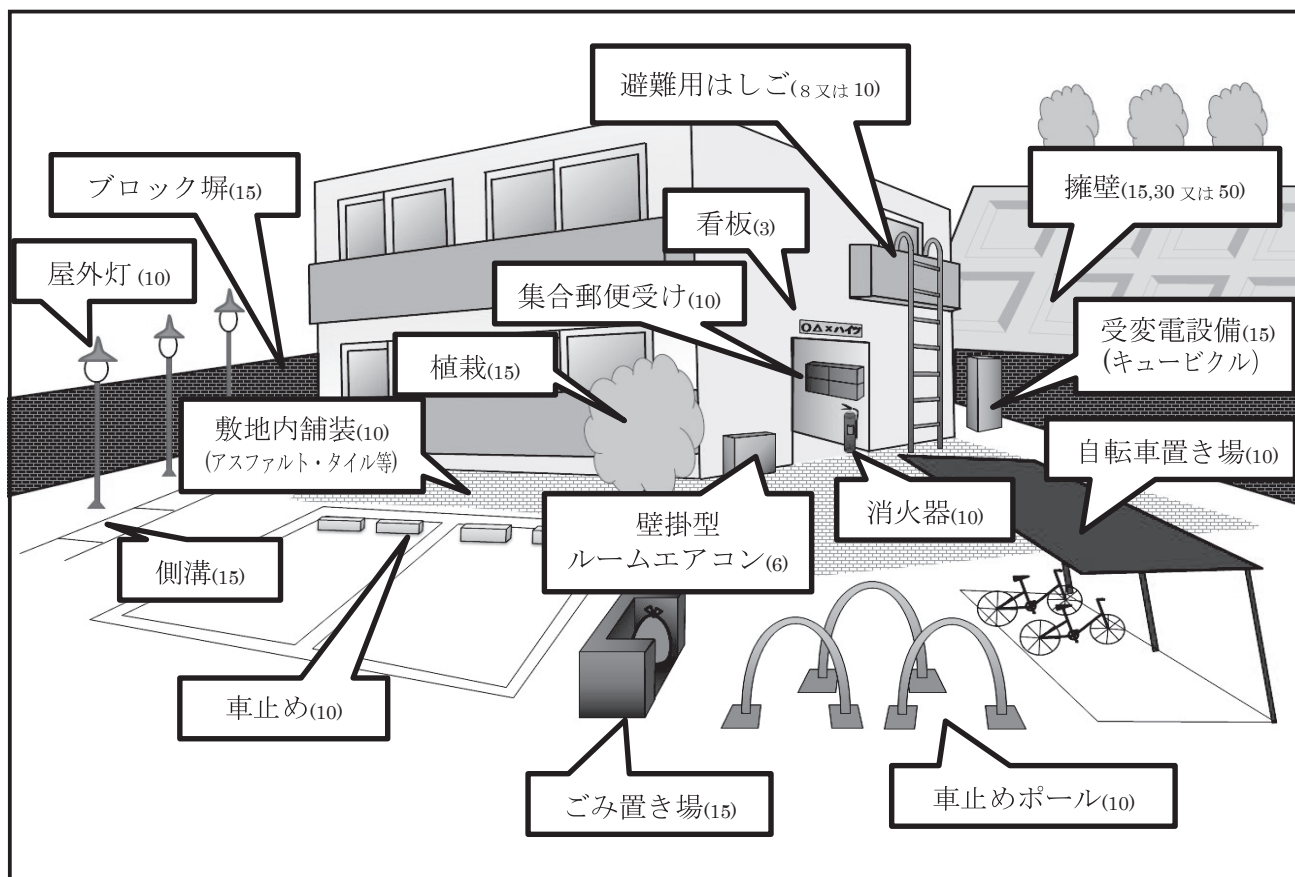 避難用はしご(8又は10)
ブロック塀(15)
擁壁(15,30又は50)
看板(3)
屋外灯(10)
集合郵便受け(10)
〇△×ハイツ
受変電設備(15)
(キュービクル)
植栽(15)
敷地内舗装(10)
(アスファルト・タイル等)
自転車置き場(10)
壁掛型
ルームエアコン(6)
消火器(10)
側溝(15)
車止め(10)
ごみ置き場(15)
車止めポール(10)